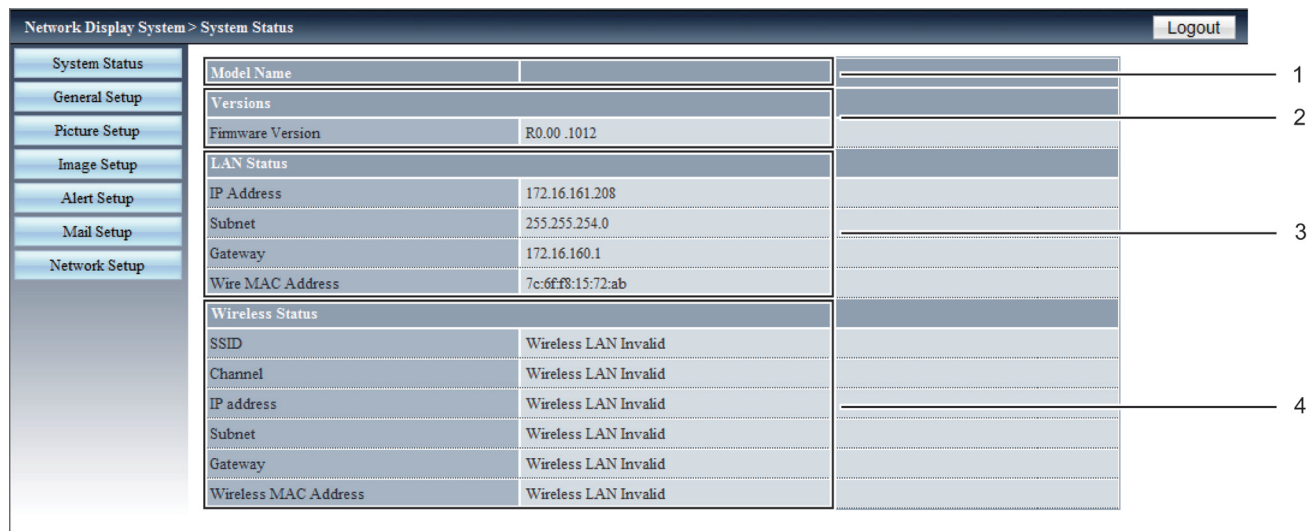 Network Display System > System Status
Logout
System Status
General Setup
Picture Setup
Image Setup
Alert Setup
Mail Setup
Network Setup
Model Name
1
Versions
2
Firmware Version R0.00 .1012
LAN Status
IP Address 172.16.161.208
Subnet 255.255.254.0
3
Gateway 172.16.160.1
Wire MAC Address 7c:6f:f8:15:72:ab
Wireless Status
SSID Wireless LAN Invalid
Channel Wireless LAN Invalid
IP address Wireless LAN Invalid
4
Subnet Wireless LAN Invalid
Gateway Wireless LAN Invalid
Wireless MAC Address Wireless LAN Invalid